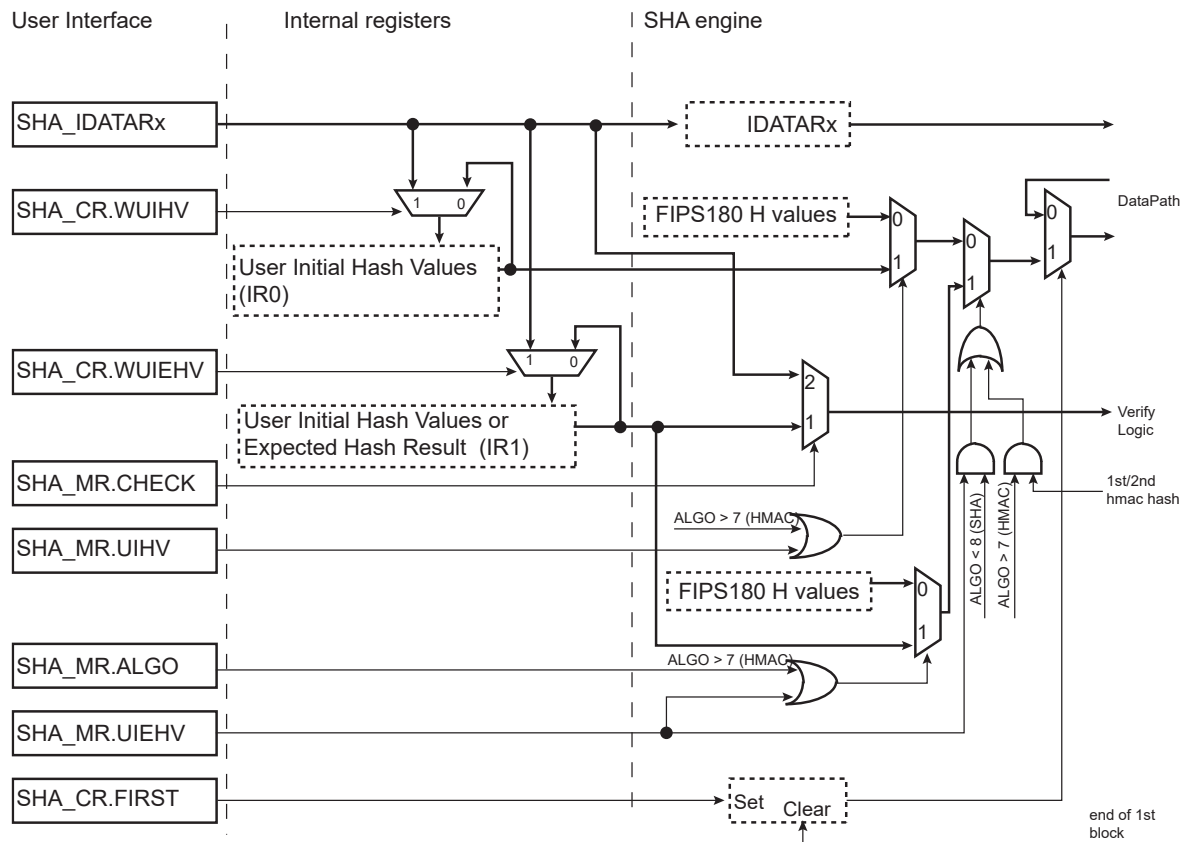 User Interface
Internal registers
SHA engine
SHA_IDATARx
IDATARx
SHA_CR.WUIHV
1
0
FIPS180 H values
0
1
0
1
0
1
DataPath
User Initial Hash Values
(IR0)
SHA_CR.WUIEHV
1
0
2
1
User Initial Hash Values or
Expected Hash Result (IR1)
Verify
Logic
SHA_MR.CHECK
1st/2nd
hmac hash
ALGO > 7 (HMAC)
SHA_MR.UIHV
ALGO < 8 (SHA)
ALGO > 7 (HMAC)
FIPS180 H values
0
1
SHA_MR.ALGO
ALGO > 7 (HMAC)
SHA_MR.UIEHV
SHA_CR.FIRST
Set
Clear
end of 1st
block